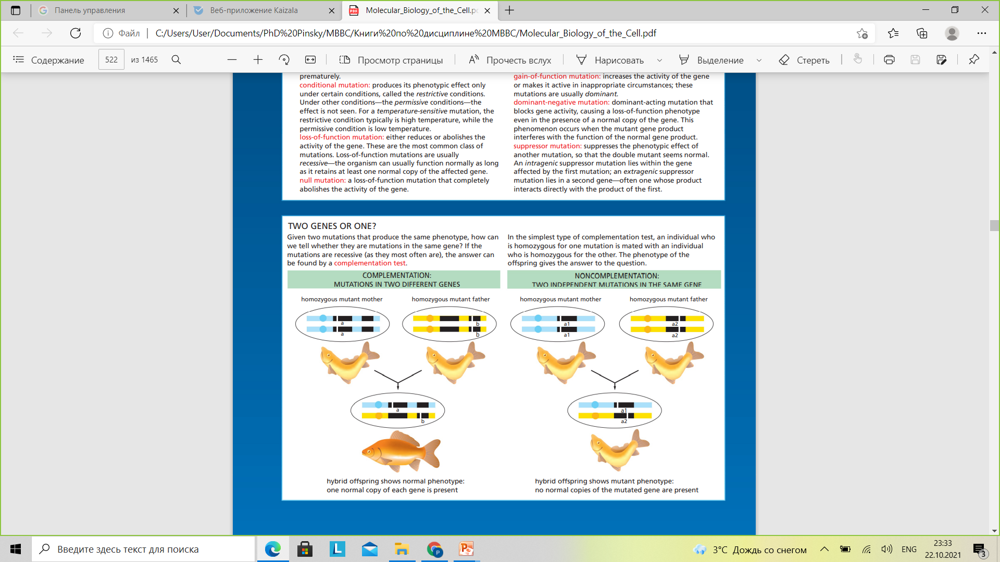 Панель управления
Веб-приложение Kaizala
Molecular_Biology_of_the_Cell.pd
Файл
C:/Users/User/Documents/PhD%20Pinsky/MBBC/Книги%20по%20дисциплине%20MBBC/Molecular_Biology_of_the_Cell.pdf
Содержание
522 из 1465
Просмотр страницы
Прочесть вслух
Нарисовать
Выделение
Стереть
prematurely.
conditional mutation: produces its phenotypic effect only
under certain conditions, called the restrictive conditions.
Under other conditions—the permissive conditions—the
effect is not seen. For a temperature-sensitive mutation, the
restrictive condition typically is high temperature, while the
permissive condition is low temperature.
loss-of-function mutation: either reduces or abolishes the
activity of the gene. These are the most common class of
mutations. Loss-of-function mutations are usually
recessive—the organism can usually function normally as long
as it retains at least one normal copy of the affected gene.
null mutation: a loss-of-function mutation that completely
abolishes the activity of the gene.
gain-of-function mutation: increases the activity of the gene
or makes it active in inappropriate circumstances; these
mutations are usually dominant.
dominant-negative mutation: dominant-acting mutation that
blocks gene activity, causing a loss-of-function phenotype
even in the presence of a normal copy of the gene. This
phenomenon occurs when the mutant gene product
interferes with the function of the normal gene product.
suppressor mutation: suppresses the phenotypic effect of
another mutation, so that the double mutant seems normal.
An intragenic suppressor mutation lies within the gene
affected by the first mutation; an extragenic suppressor
mutation lies in a second gene—often one whose product
interacts directly with the product of the first.
TWO GENES OR ONE?
Given two mutations that produce the same phenotype, how can
we tell whether they are mutations in the same gene? If the
mutations are recessive (as they most often are), the answer can
be found by a complementation test.
In the simplest type of complementation test, an individual who
is homozygous for one mutation is mated with an individual
who is homozygous for the other. The phenotype of the
offspring gives the answer to the question.
COMPLEMENTATION:
MUTATIONS IN TWO DIFFERENT GENES
homozygous mutant mother
homozygous mutant father
a
a
b
b
a
b
hybrid offspring shows normal phenotype:
one normal copy of each gene is present
NONCOMPLEMENTATION:
TWO INDEPENDENT MUTATIONS IN THE SAME GENE
homozygous mutant mother
homozygous mutant father
a1
a1
a2
a2
a1
a2
hybrid offspring shows mutant phenotype:
no normal copies of the mutated gene are present
Введите здесь текст для поиска
3°C Дождь со снегом
ENG
23:33
22.10.2021
3